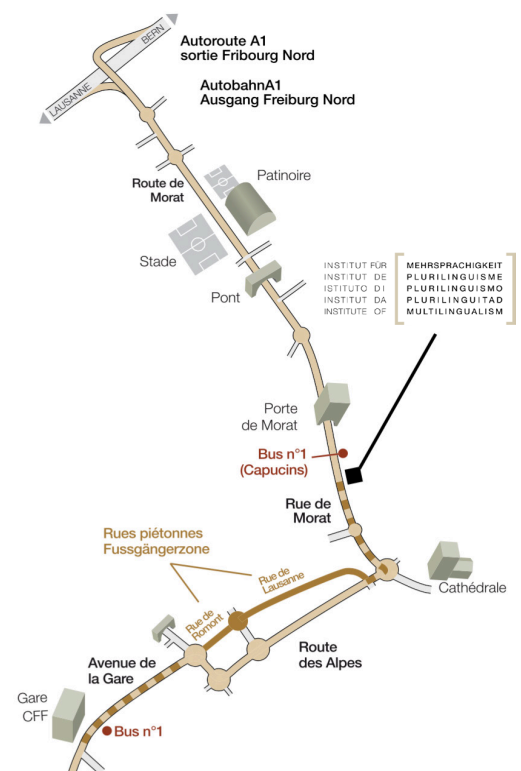 BERN
LAUSANNE
Autoroute A1
sortie Fribourg Nord
AutobahnA1
Ausgang Freiburg Nord
Route de
Morat
Patinoire
Stade
Pont
INSTITUT FÜR MEHRSPRACHIGKEIT
INSTITUT DE PLURILINGUISME
ISTITUTO DI PLURILINGUISMO
INSTITUT DA PLURILINGUITAD
INSTITUTE OF MULTILINGUALISM
Porte
de Morat
Bus n°1
(Capucins)
Rue de
Morat
Rues piétonnes
Fussgängerzone
Rue de
Lausanne
Rue de
Romont
Cathédrale
Avenue de
la Gare
Route
des Alpes
Gare
CFF
Bus n°1